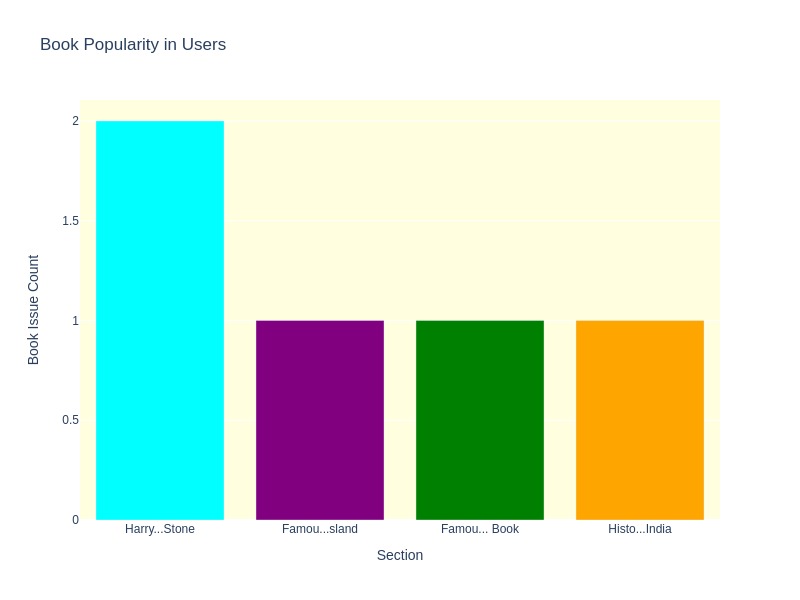 Book Popularity in Users
Book Issue Count
2
1.5
1
0.5
0
Harry...Stone Famou...sland Famou... Book Histo...India
Section